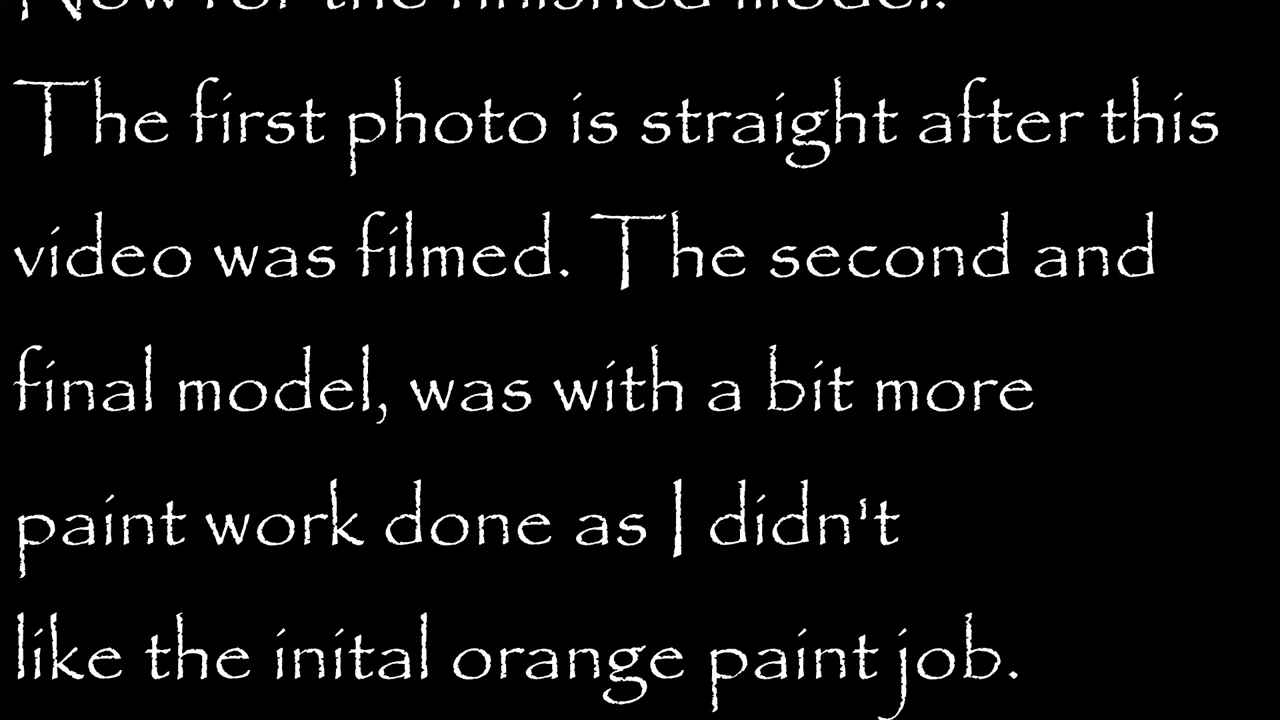 Now for the finished model.
The first photo is straight after this
video was filmed. The second and
final model, was with a bit more
paint work done as I didn't
like the inital orange paint job.